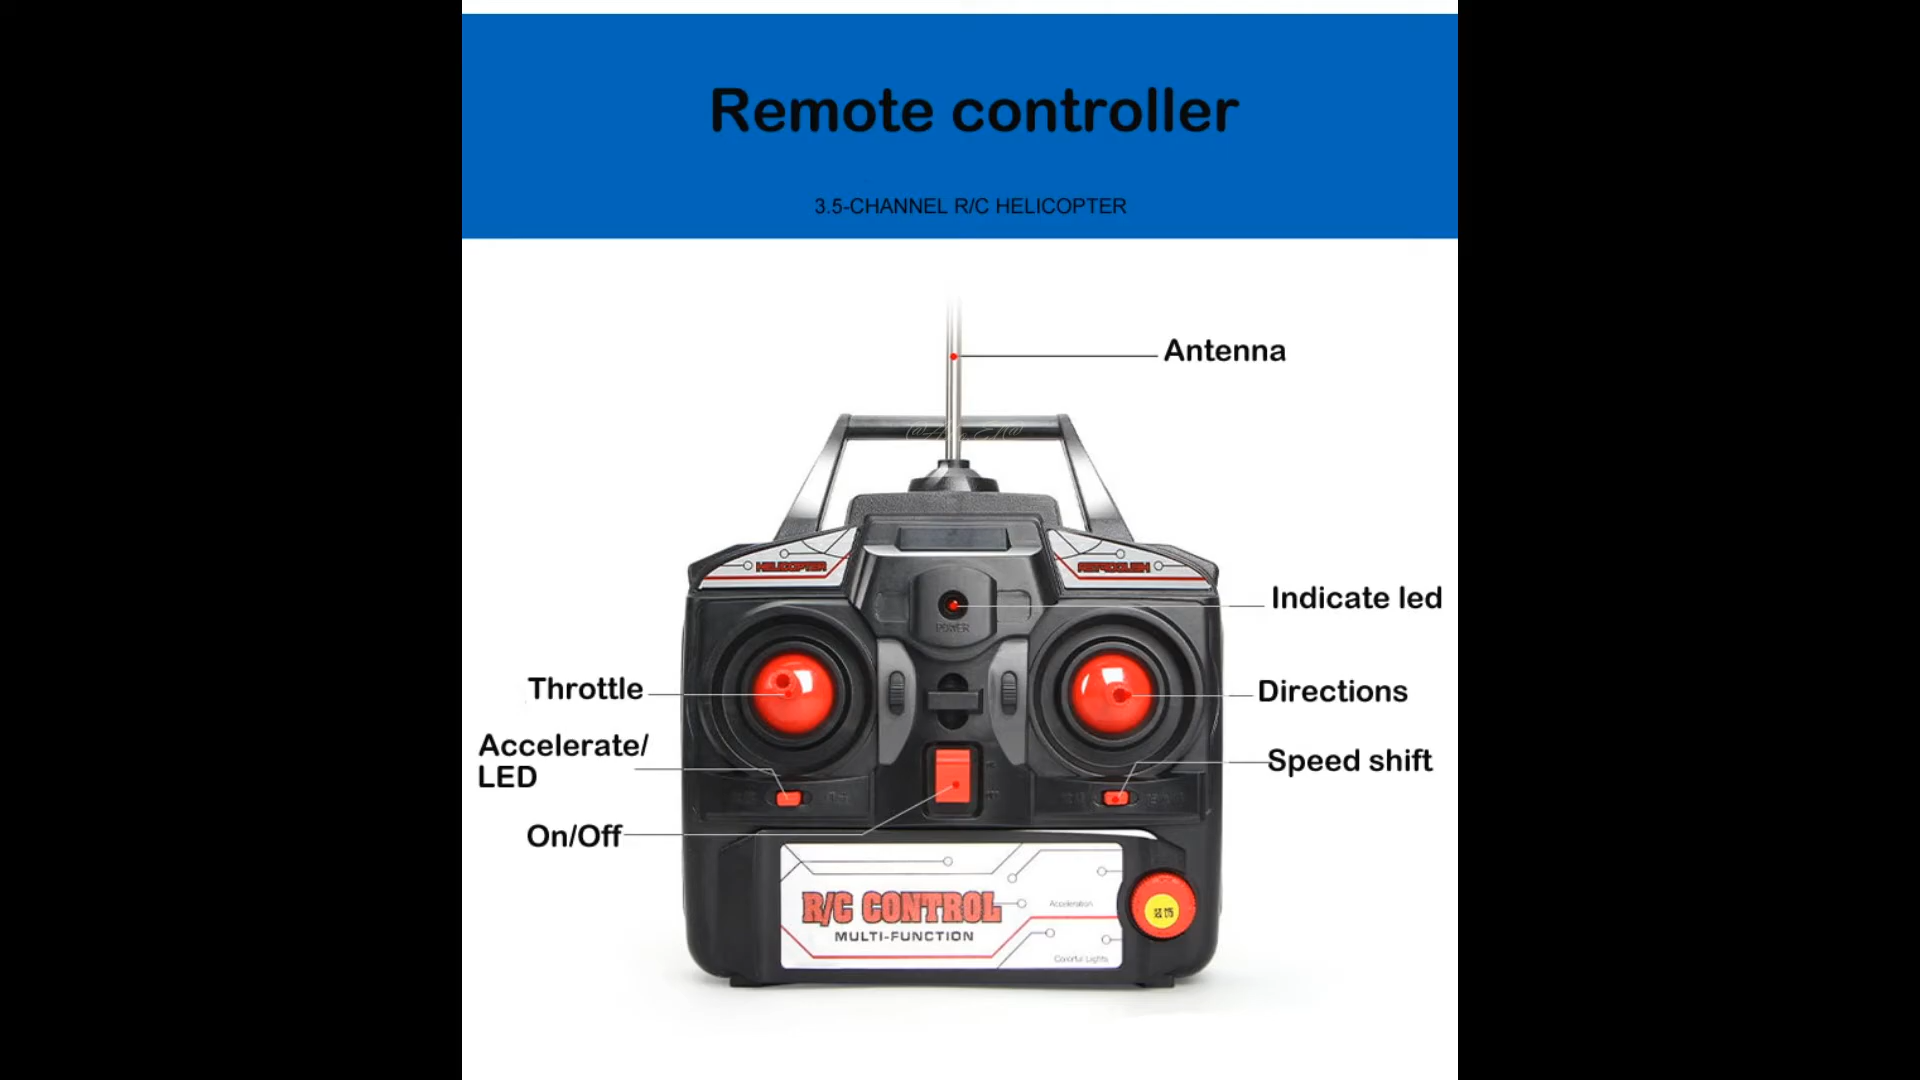 Remote controller
3.5-CHANNEL R/C HELICOPTER
Antenna
HELICOPTER
Indicate led
POWER
Throttle
Directions
Accelerate/
LED
Speed shift
On/Off
R/C CONTROL
MULTI-FUNCTION
Acceleration
Colorful Lights